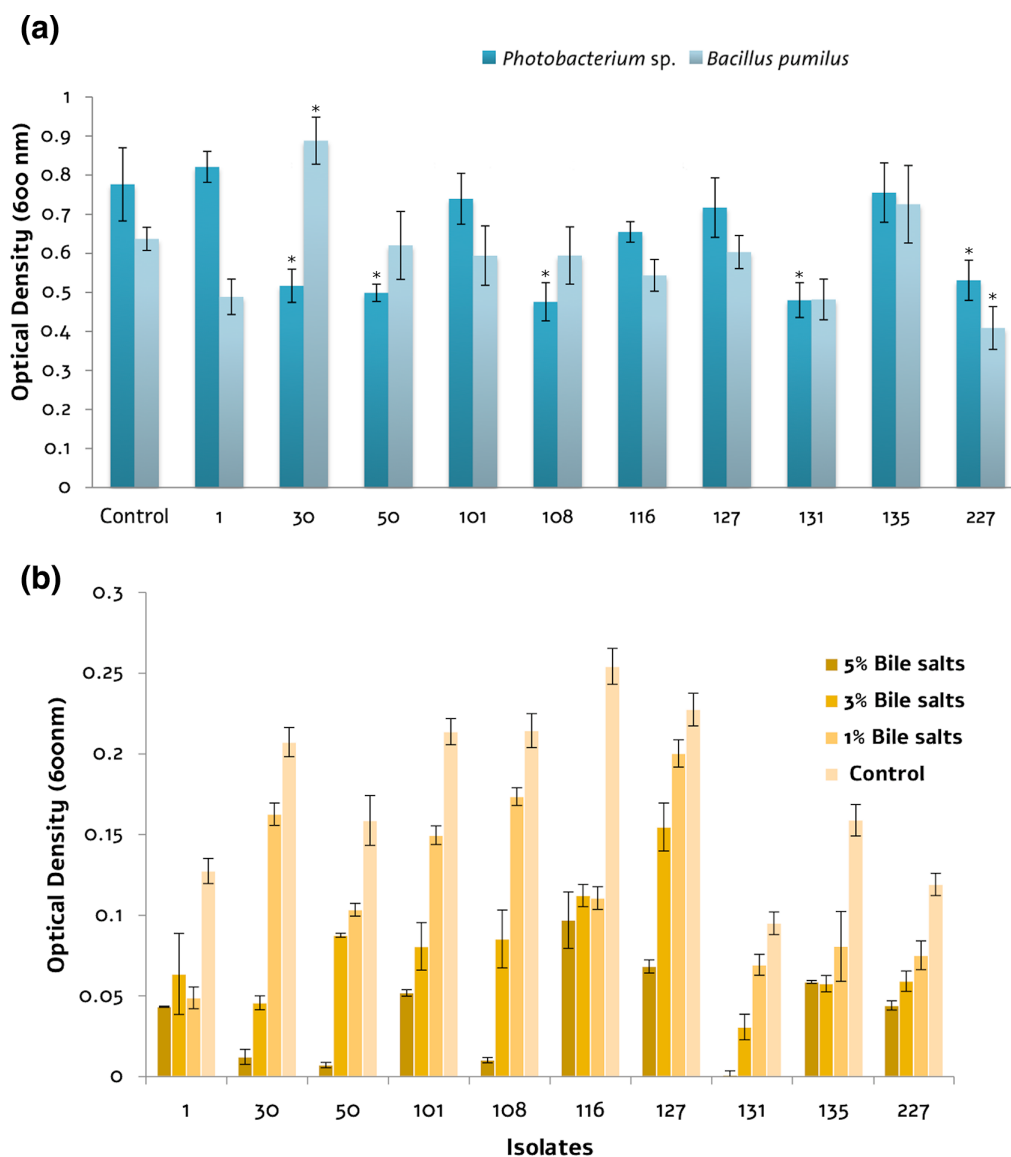 (a)
Photobacterium sp. Bacillus pumilus
Optical Density (600 nm)
1
0.9
0.8
0.7
0.6
0.5
0.4
0.3
0.2
0.1
0
* * * * * * *
Control 1 30 50 101 108 116 127 131 135 227
(b)
Optical Density (600nm)
0.3
0.25
0.2
0.15
0.1
0.05
0
5% Bile salts
3% Bile salts
1% Bile salts
Control
1 30 50 101 108 116 127 131 135 227
Isolates